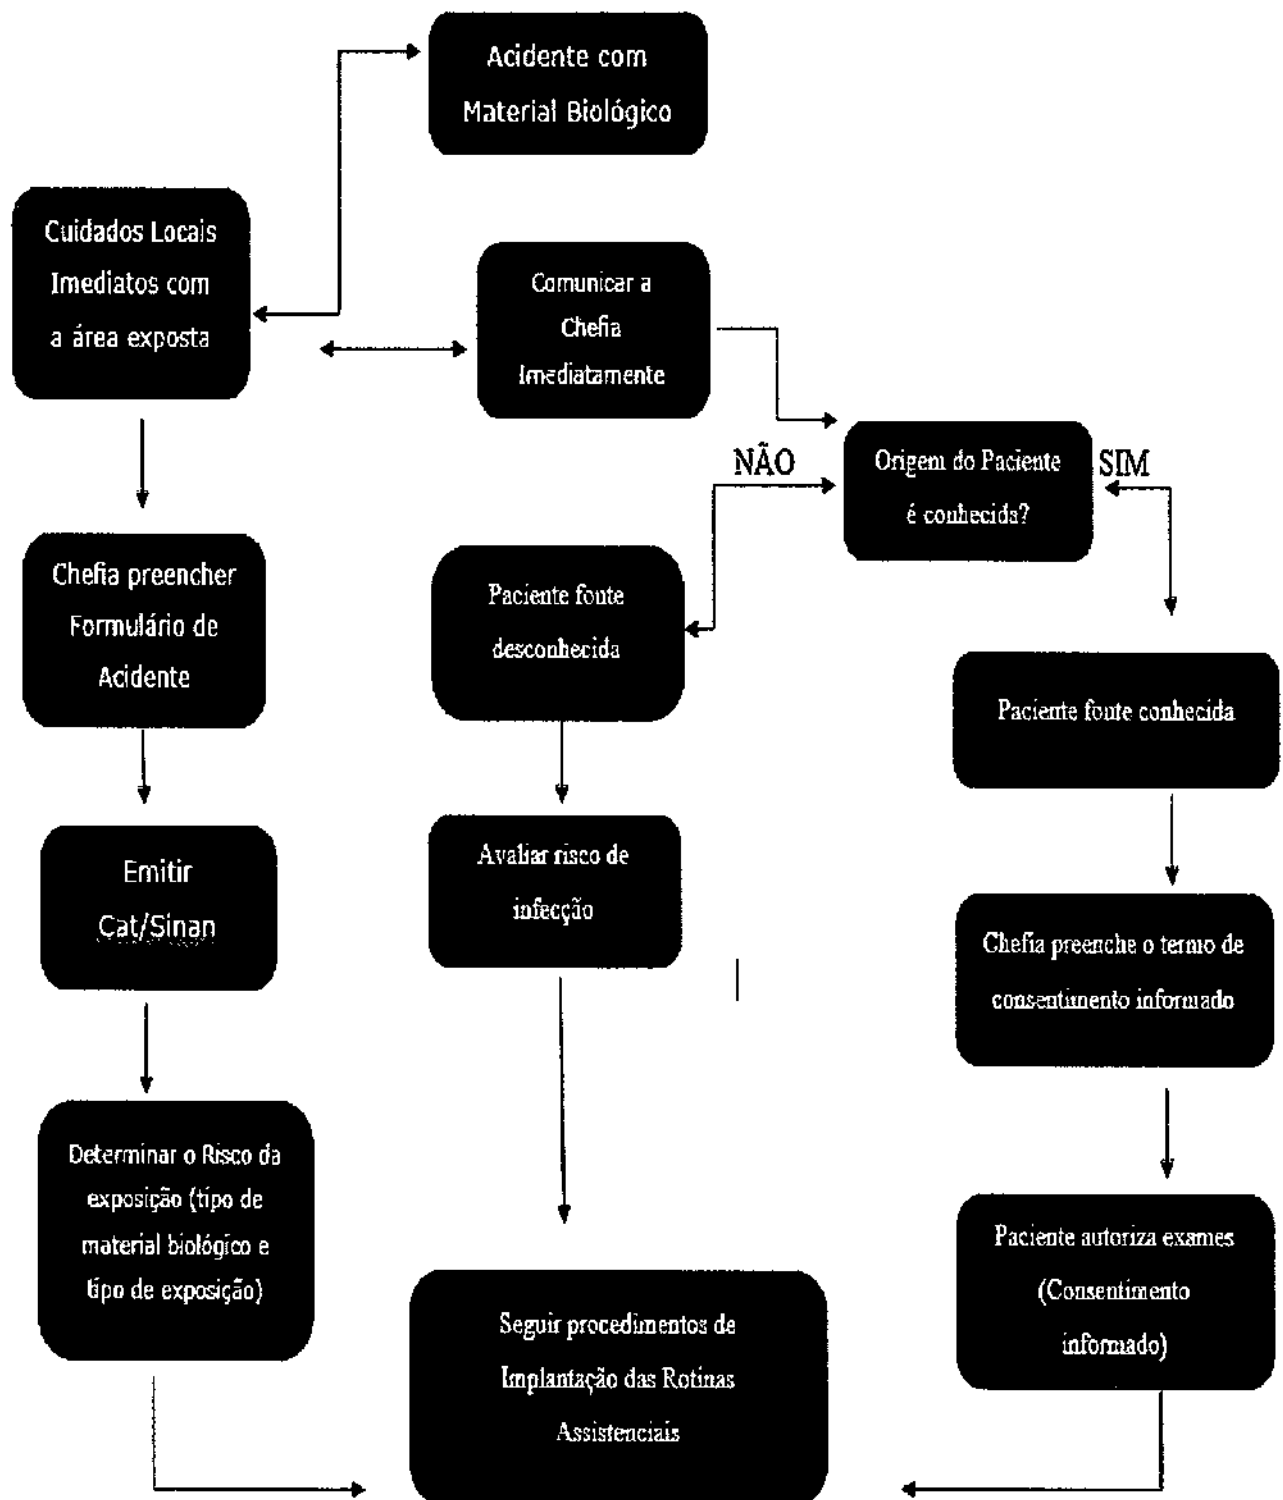 Acidente com
Material Biológico
Cuidados Locais
Imediatos com
a área exposta
Comunicar a
Chefia
Imediatamente
NÃO
Origem do Paciente
é conhecida?
SIM
Chefia preencher
Formulário de
Acidente
Paciente fonte
desconhecida
Paciente fonte conhecida
Emitir
Cat/Sinan
Avaliar risco de
infecção
Chefia preenche o termo de
consentimento informado
Determinar o Risco da
exposição (tipo de
material biológico e
tipo de exposição)
Paciente autoriza exames
(Consentimento
informado)
Seguir procedimentos de
Implantação das Rotinas
Assistenciais